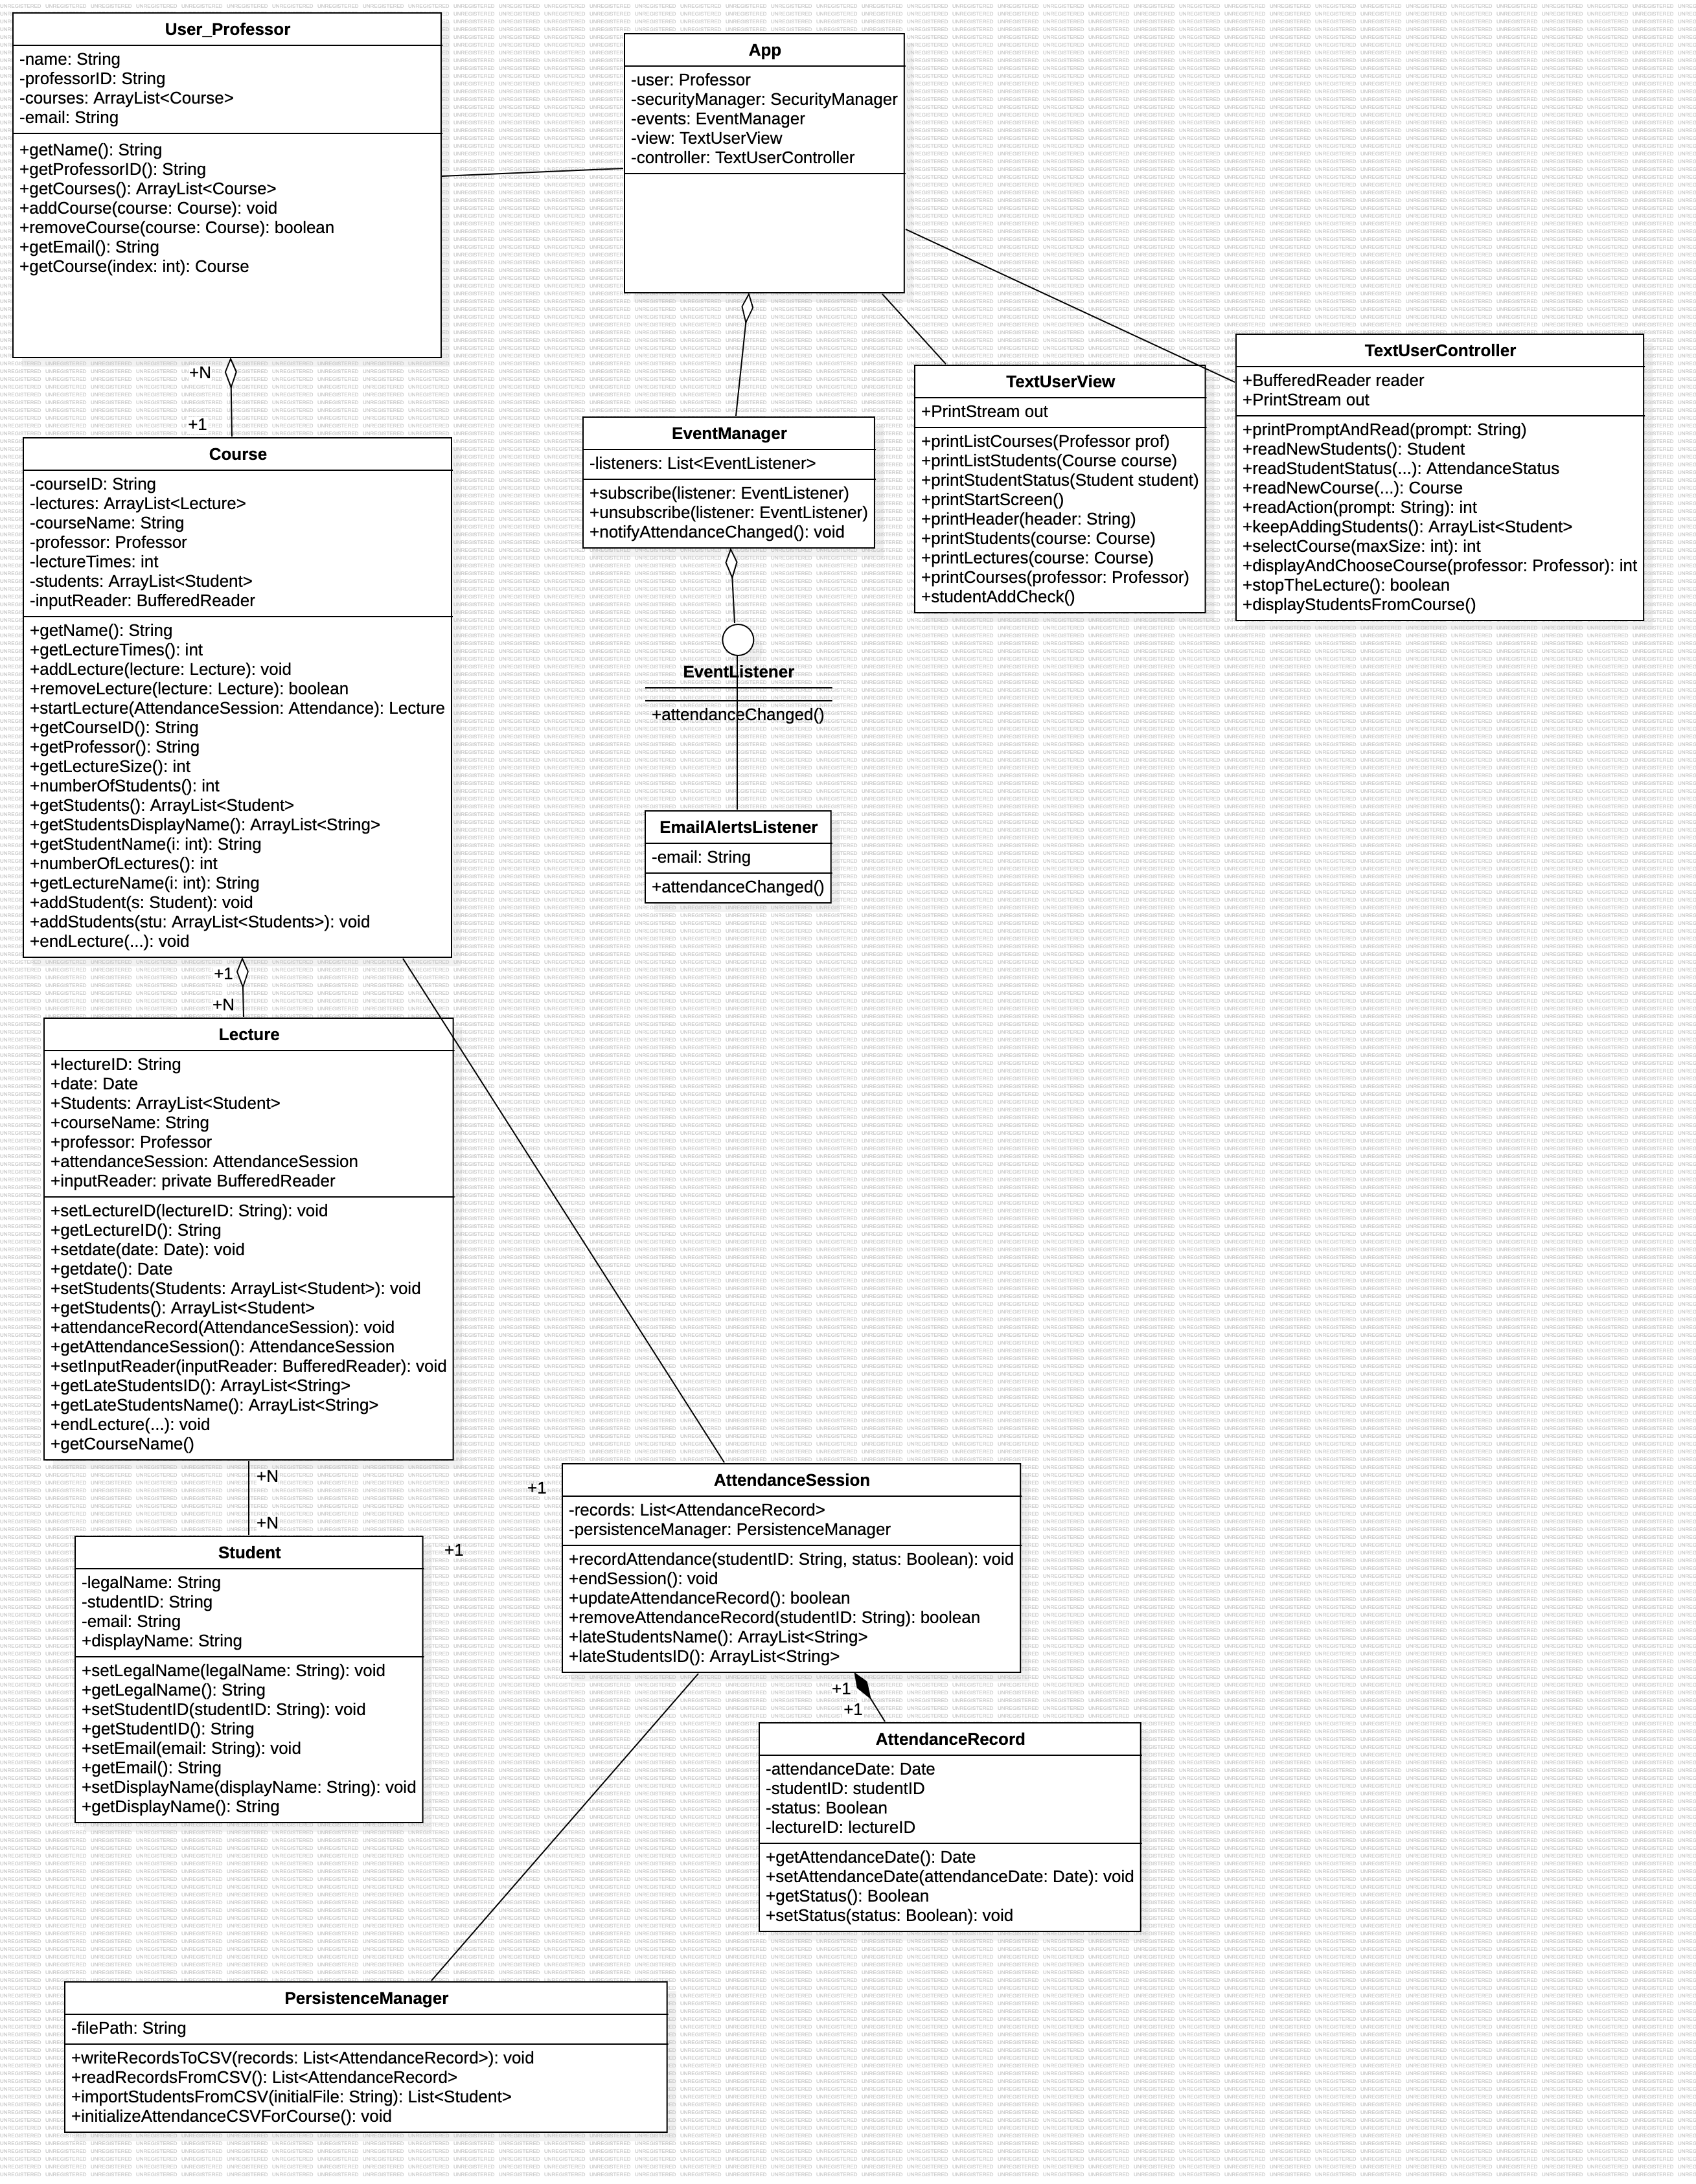 User_Professor
-name: String
-professorID: String
-courses: ArrayList<Course>
-email: String
+getName(): String
+getProfessorID(): String
+getCourses(): ArrayList<Course>
+addCourse(course: Course): void
+removeCourse(course: Course): boolean
+getEmail(): String
+getCourse(index: int): Course
App
-user: Professor
-securityManager: SecurityManager
-events: EventManager
-view: TextUserView
-controller: TextUserController
+N
+1
Course
-courseID: String
-lectures: ArrayList<Lecture>
-courseName: String
-professor: Professor
-lectureTimes: int
-students: ArrayList<Student>
-inputReader: BufferedReader
+getName(): String
+getLectureTimes(): int
+addLecture(lecture: Lecture): void
+removeLecture(lecture: Lecture): boolean
+startLecture(AttendanceSession: Attendance): Lecture
+getCourseID(): String
+getProfessor(): String
+getLectureSize(): int
+numberOfStudents(): int
+getStudents(): ArrayList<Student>
+getStudentsDisplayName(): ArrayList<String>
+getStudentName(i: int): String
+numberOfLectures(): int
+getLectureName(i: int): String
+addStudent(s: Student): void
+addStudents(stu: ArrayList<Students>): void
+endLecture(...): void
EventManager
-listeners: List<EventListener>
+subscribe(listener: EventListener)
+unsubscribe(listener: EventListener)
+notifyAttendanceChanged(): void
EventListener
+attendanceChanged()
EmailAlertsListener
-email: String
+attendanceChanged()
TextUserView
+PrintStream out
+printListCourses(Professor prof)
+printListStudents(Course course)
+printStudentStatus(Student student)
+printStartScreen()
+printHeader(header: String)
+printStudents(course: Course)
+printLectures(course: Course)
+printCourses(professor: Professor)
+studentAddCheck()
TextUserController
+BufferedReader reader
+PrintStream out
+printPromptAndRead(prompt: String)
+readNewStudents(): Student
+readStudentStatus(...): AttendanceStatus
+readNewCourse(...): Course
+readAction(prompt: String): int
+keepAddingStudents(): ArrayList<Student>
+selectCourse(maxSize: int): int
+displayAndChooseCourse(professor: Professor): int
+stopTheLecture(): boolean
+displayStudentsFromCourse()
+1
+N
Lecture
+lectureID: String
+date: Date
+Students: ArrayList<Student>
+courseName: String
+professor: Professor
+attendanceSession: AttendanceSession
+inputReader: private BufferedReader
+setLectureID(lectureID: String): void
+getLectureID(): String
+setdate(date: Date): void
+getdate(): Date
+setStudents(Students: ArrayList<Student>): void
+getStudents(): ArrayList<Student>
+attendanceRecord(AttendanceSession): void
+getAttendanceSession(): AttendanceSession
+setInputReader(inputReader: BufferedReader): void
+getLateStudentsID(): ArrayList<String>
+getLateStudentsName(): ArrayList<String>
+endLecture(...): void
+getCourseName()
+N
+N
Student
-legalName: String
-studentID: String
-email: String
+displayName: String
+setLegalName(legalName: String): void
+getLegalName(): String
+setStudentID(studentID: String): void
+getStudentID(): String
+setEmail(email: String): void
+getEmail(): String
+setDisplayName(displayName: String): void
+getDisplayName(): String
+1
+1
AttendanceSession
-records: List<AttendanceRecord>
-persistenceManager: PersistenceManager
+recordAttendance(studentID: String, status: Boolean): void
+endSession(): void
+updateAttendanceRecord(): boolean
+removeAttendanceRecord(studentID: String): boolean
+lateStudentsName(): ArrayList<String>
+lateStudentsID(): ArrayList<String>
+1
+1
AttendanceRecord
-attendanceDate: Date
-studentID: studentID
-status: Boolean
-lectureID: lectureID
+getAttendanceDate(): Date
+setAttendanceDate(attendanceDate: Date): void
+getStatus(): Boolean
+setStatus(status: Boolean): void
PersistenceManager
-filePath: String
+writeRecordsToCSV(records: List<AttendanceRecord>): void
+readRecordsFromCSV(): List<AttendanceRecord>
+importStudentsFromCSV(initialFile: String): List<Student>
+initializeAttendanceCSVForCourse(): void